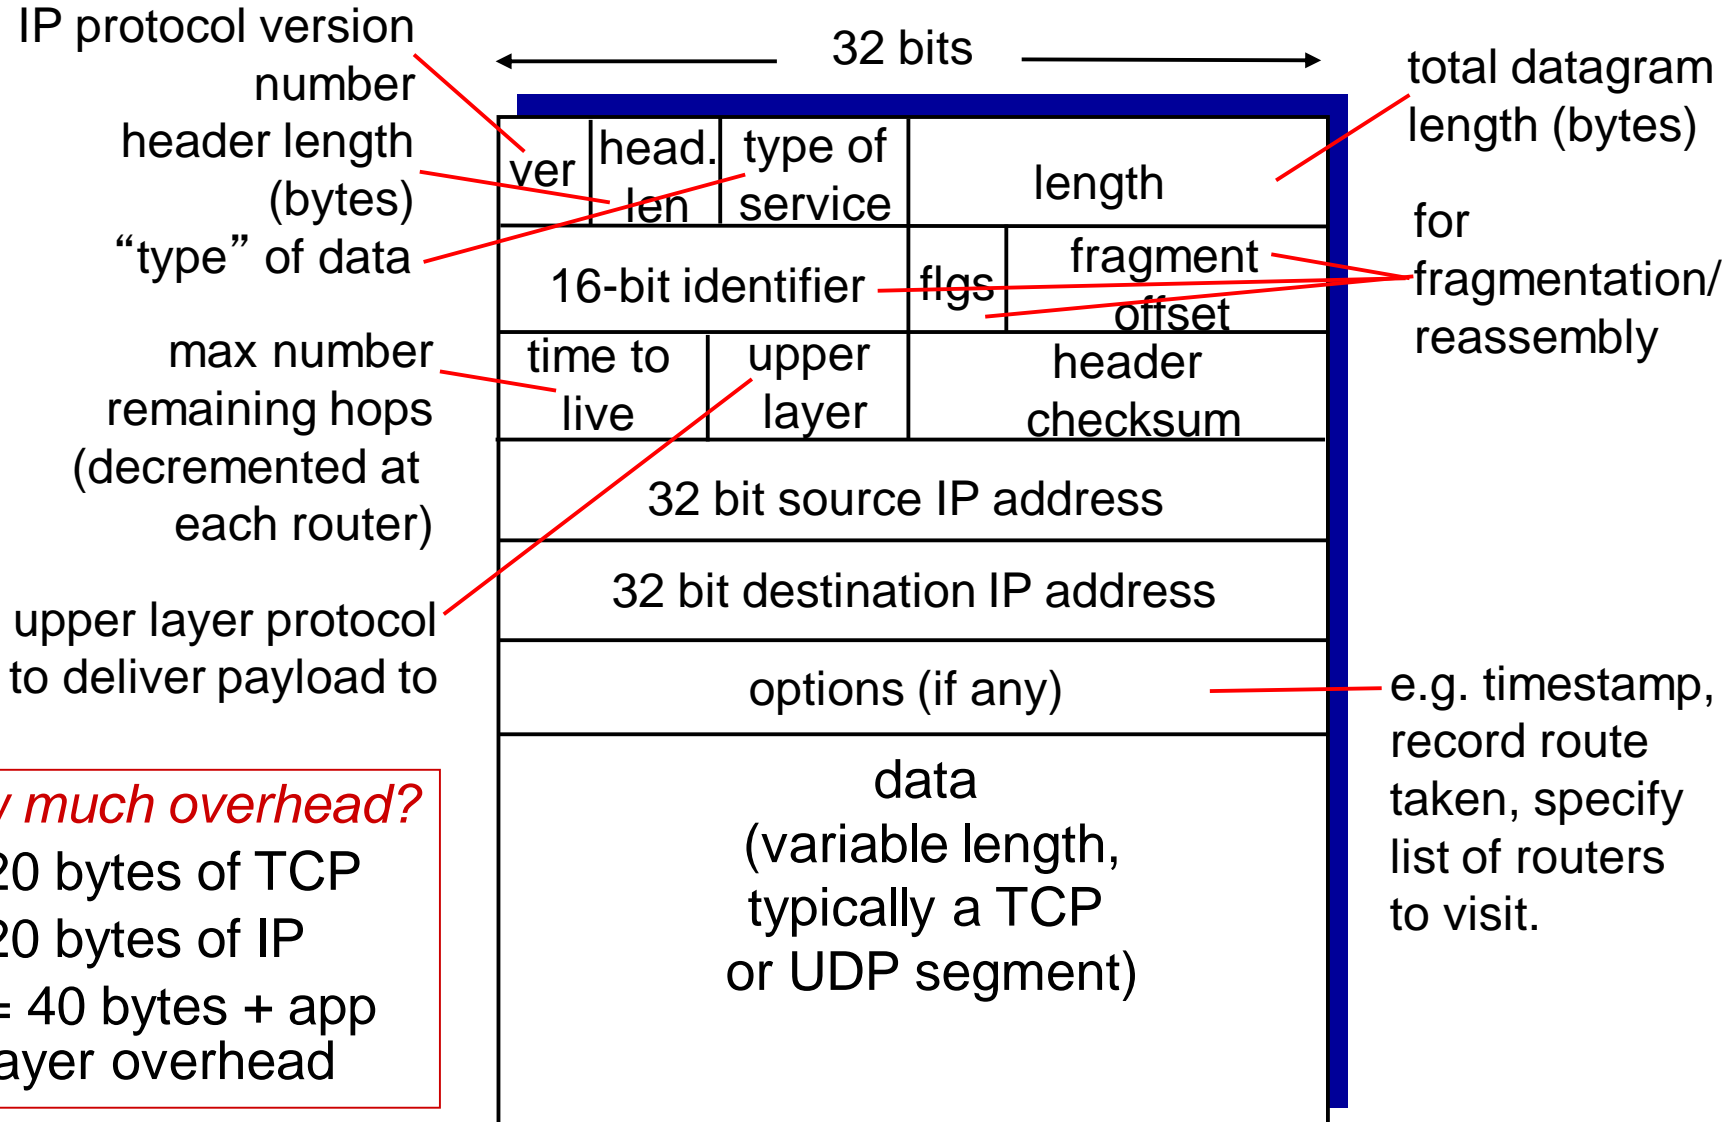 IP protocol version
number
header length
(bytes)
“type” of data
max number
remaining hops
(decremented at
each router)
upper layer protocol
to deliver payload to
much overhead?
20 bytes of TCP
20 bytes of IP
= 40 bytes + app
layer overhead
32 bits
ver
head.
len
type of
service
length
16-bit identifier
flgs
fragment
offset
time to
live
upper
layer
header
checksum
32 bit source IP address
32 bit destination IP address
options (if any)
data
(variable length,
typically a TCP
or UDP segment)
total datagram
length (bytes)
for
fragmentation/
reassembly
e.g. timestamp,
record route
taken, specify
list of routers
to visit.